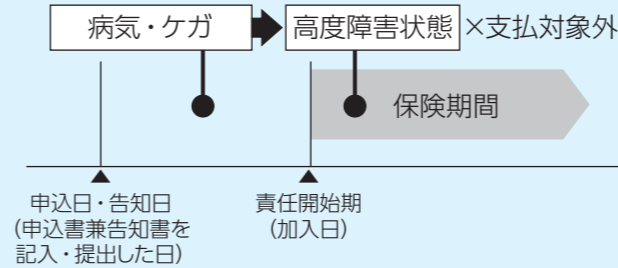 病気・ケガ
高度障害状態
×支払対象外
保険期間
申込日・告知日
(申込書兼告知書を
記入・提出した日)
責任開始期
(加入日)